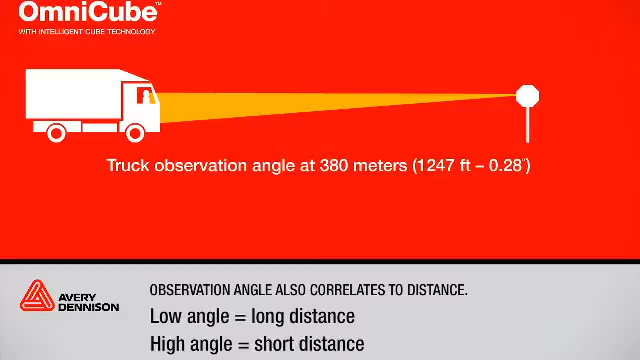 OmniCube™
WITH INTELLIGENT CUBE TECHNOLOGY
Truck observation angle at 380 meters (1247 ft – 0.28°)
AVERY
DENNISON
OBSERVATION ANGLE ALSO CORRELATES TO DISTANCE.
Low angle = long distance
High angle = short distance